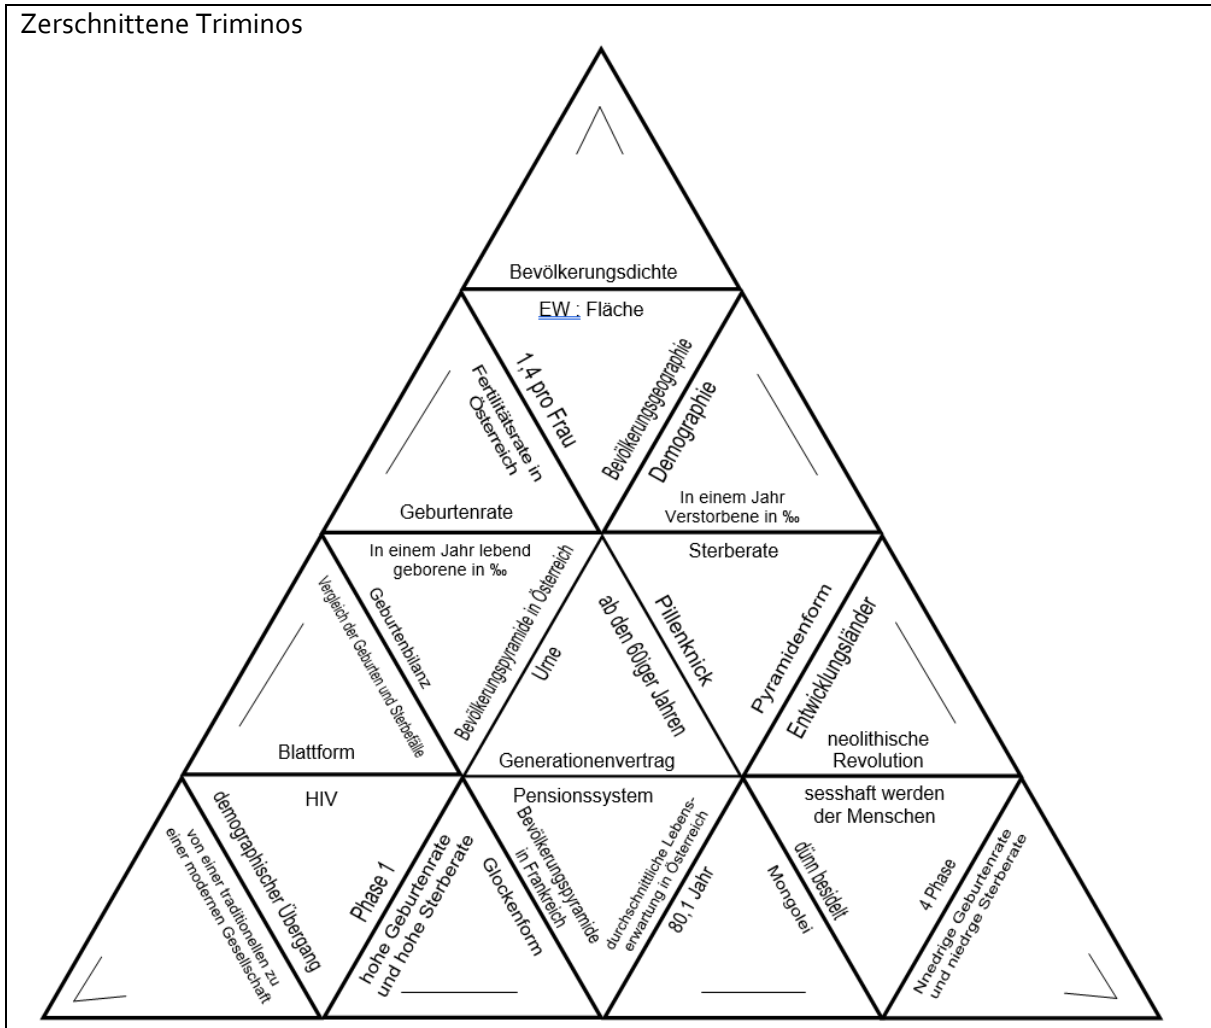 Zerschnittene Triminos
Bevölkerungsdichte
EW : Fläche
Fertilitätsrate in
Österreich
1,4 pro Frau
Bevölkerungsgeographie
Demographie
Geburtenrate
In einem Jahr
Verstorbene in ‰
In einem Jahr lebend
geborene in ‰
Sterberate
Vergleich der Geburten und Sterbefälle
Geburtenbilanz
Bevölkerungspyramide in Österreich
Urne
ab den 60iger Jahren
Pillenknick
Pyramidenform
Entwicklungsländer
Blattform
Generationenvertrag
neolithische
Revolution
HIV
Pensionssystem
sesshaft werden
der Menschen
von einer traditionellen zu
einer modernen Gesellschaft
demographischer Übergang
Phase 1
hohe Geburtenrate
und hohe Sterberate
Glockenform
Bevölkerungspyramide
in Frankreich
durchschnittliche Lebens-
erwartung in Österreich
80,1 Jahr
Mongolei
dünn besidelt
4 Phase
Nnedrige Geburtenrate
und niedrge Sterberate